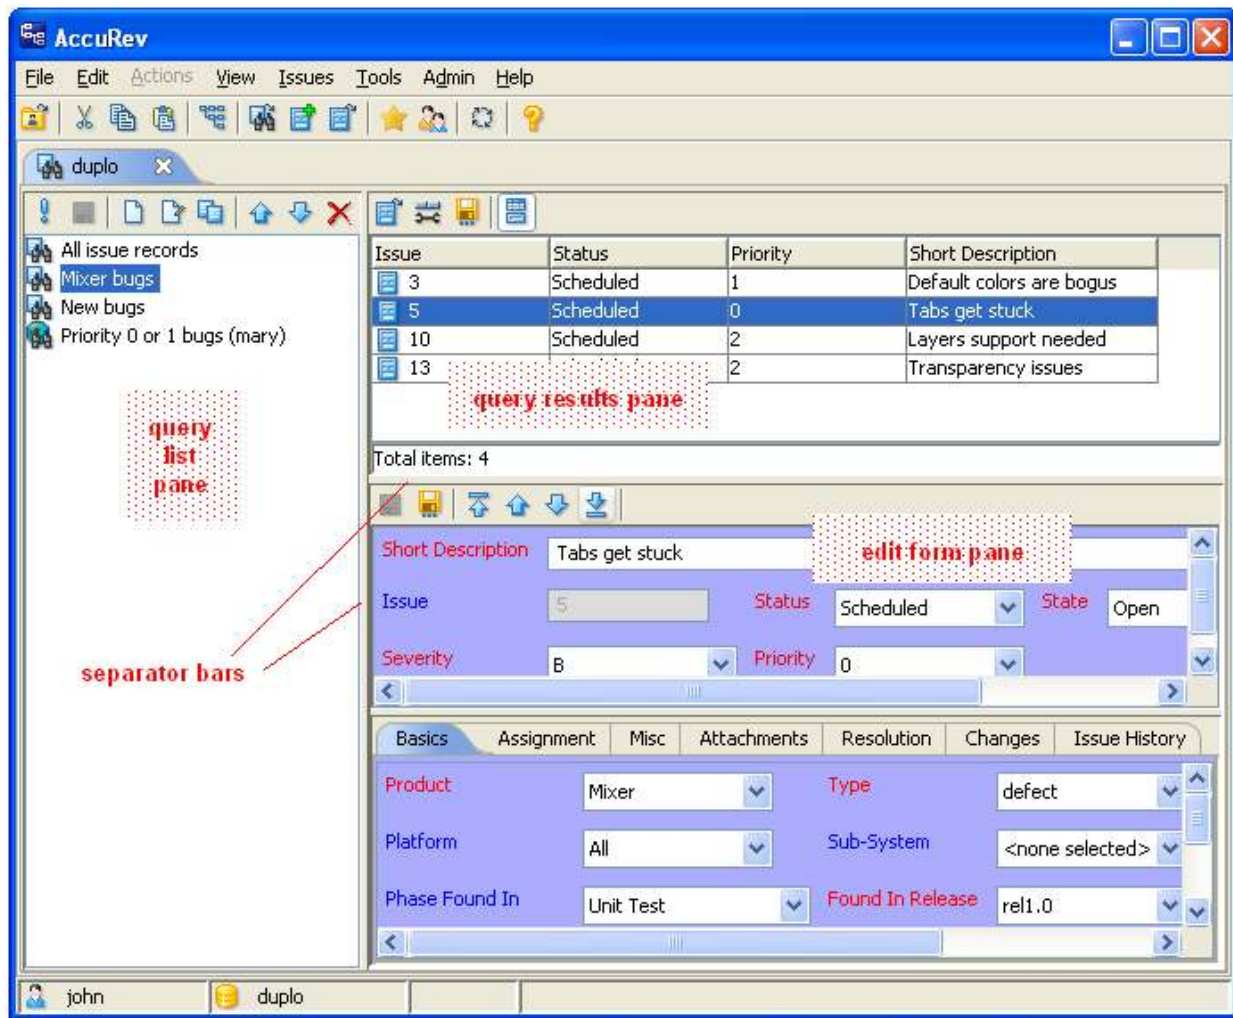 AccuRev
File Edit Actions View Issues Tools Admin Help
duplo
All issue records
Mixer bugs
New bugs
Priority 0 or 1 bugs (mary)
query
list
pane
Issue Status Priority Short Description
3 Scheduled 1 Default colors are bogus
5 Scheduled 0 Tabs get stuck
10 Scheduled 2 Layers support needed
13 2 Transparency issues
query results pane
Total items: 4
separator bars
Short Description Tabs get stuck
edit form pane
Issue 5 Status Scheduled State Open
Severity B Priority 0
Basics Assignment Misc Attachments Resolution Changes Issue History
Product Mixer Type defect
Platform All Sub-System <none selected>
Phase Found In Unit Test Found In Release rel1.0
john duplo